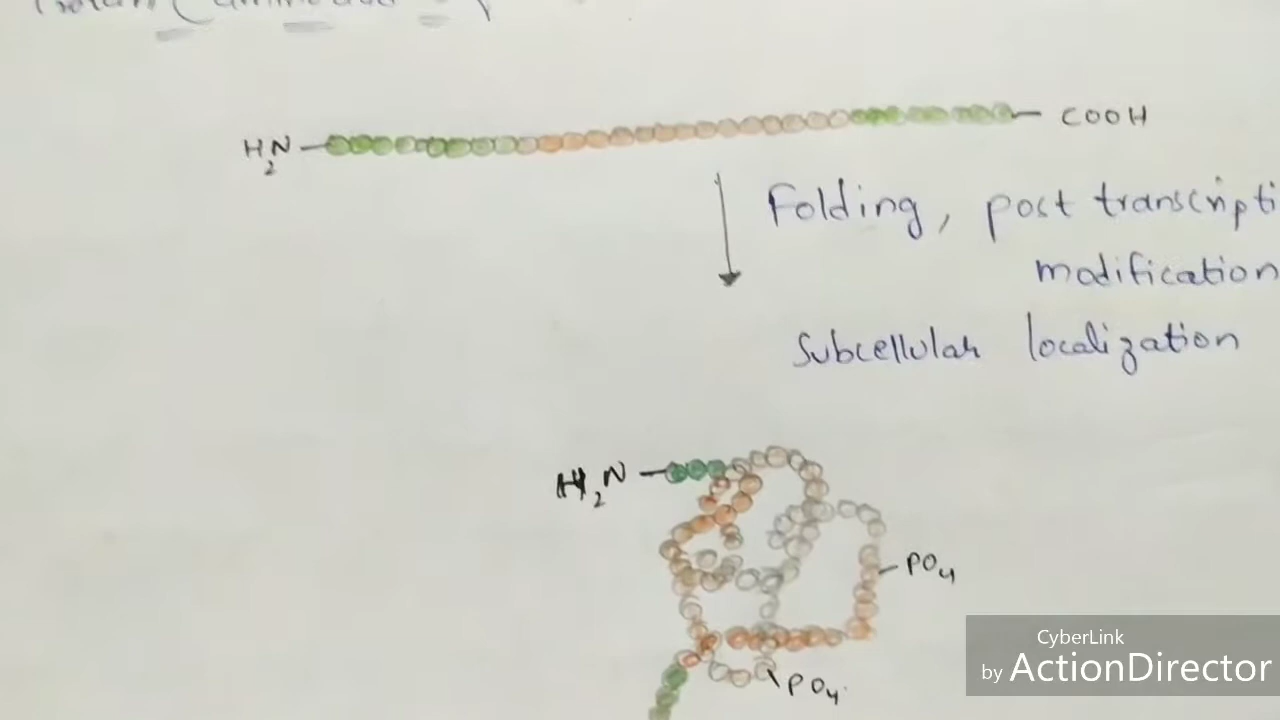 H2N COOH
Folding, post transcripti
modification
Subcellular localization
H2N
PO4
PO4
CyberLink
by ActionDirector